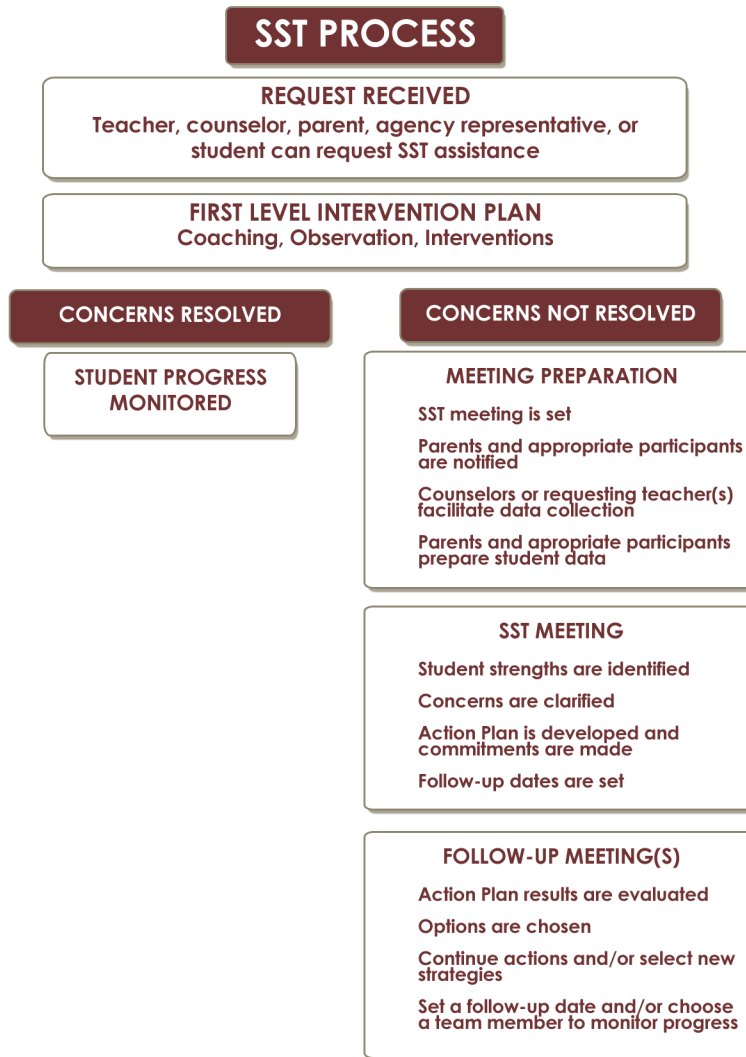 SST PROCESS
REQUEST RECEIVED
Teacher, counselor, parent, agency representative, or
student can request SST assistance
FIRST LEVEL INTERVENTION PLAN
Coaching, Observation, Interventions
CONCERNS RESOLVED
STUDENT PROGRESS
MONITORED
CONCERNS NOT RESOLVED
MEETING PREPARATION
SST meeting is set
Parents and appropriate participants
are notified
Counselors or requesting teacher(s)
facilitate data collection
Parents and apropriate participants
prepare student data
SST MEETING
Student strengths are identified
Concerns are clarified
Action Plan is developed and
commitments are made
Follow-up dates are set
FOLLOW-UP MEETING(S)
Action Plan results are evaluated
Options are chosen
Continue actions and/or select new
strategies
Set a follow-up date and/or choose
a team member to monitor progress